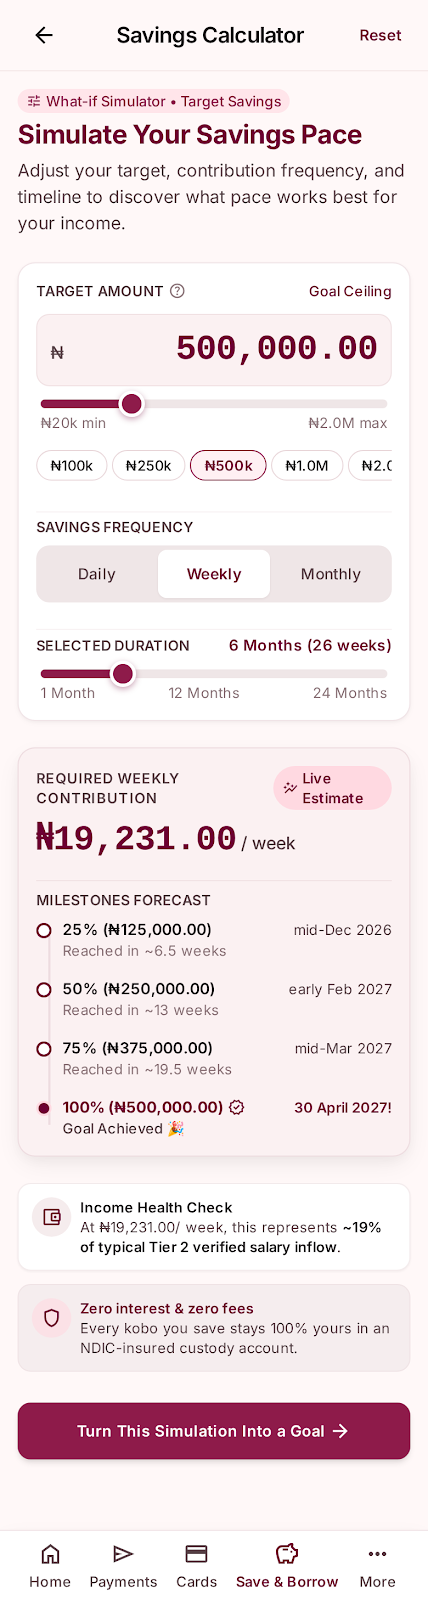 Savings Calculator
Reset
What-if Simulator • Target Savings
Simulate Your Savings Pace
Adjust your target, contribution frequency, and
timeline to discover what pace works best for
your income.
TARGET AMOUNT ?
Goal Ceiling
₦ 500,000.00
₦20k min
₦2.0M max
₦100k
₦250k
₦500k
₦1.0M
₦2.0
SAVINGS FREQUENCY
Daily
Weekly
Monthly
SELECTED DURATION
6 Months (26 weeks)
1 Month
12 Months
24 Months
REQUIRED WEEKLY
CONTRIBUTION
Live
Estimate
₦19,231.00 / week
MILESTONES FORECAST
25% (₦125,000.00)
mid-Dec 2026
Reached in ~6.5 weeks
50% (₦250,000.00)
early Feb 2027
Reached in ~13 weeks
75% (₦375,000.00)
mid-Mar 2027
Reached in ~19.5 weeks
100% (₦500,000.00)
30 April 2027!
Goal Achieved 🎉
Income Health Check
At ₦19,231.00/ week, this represents ~19%
of typical Tier 2 verified salary inflow.
Zero interest & zero fees
Every kobo you save stays 100% yours in an
NDIC-insured custody account.
Turn This Simulation Into a Goal →
Home
Payments
Cards
Save & Borrow
More